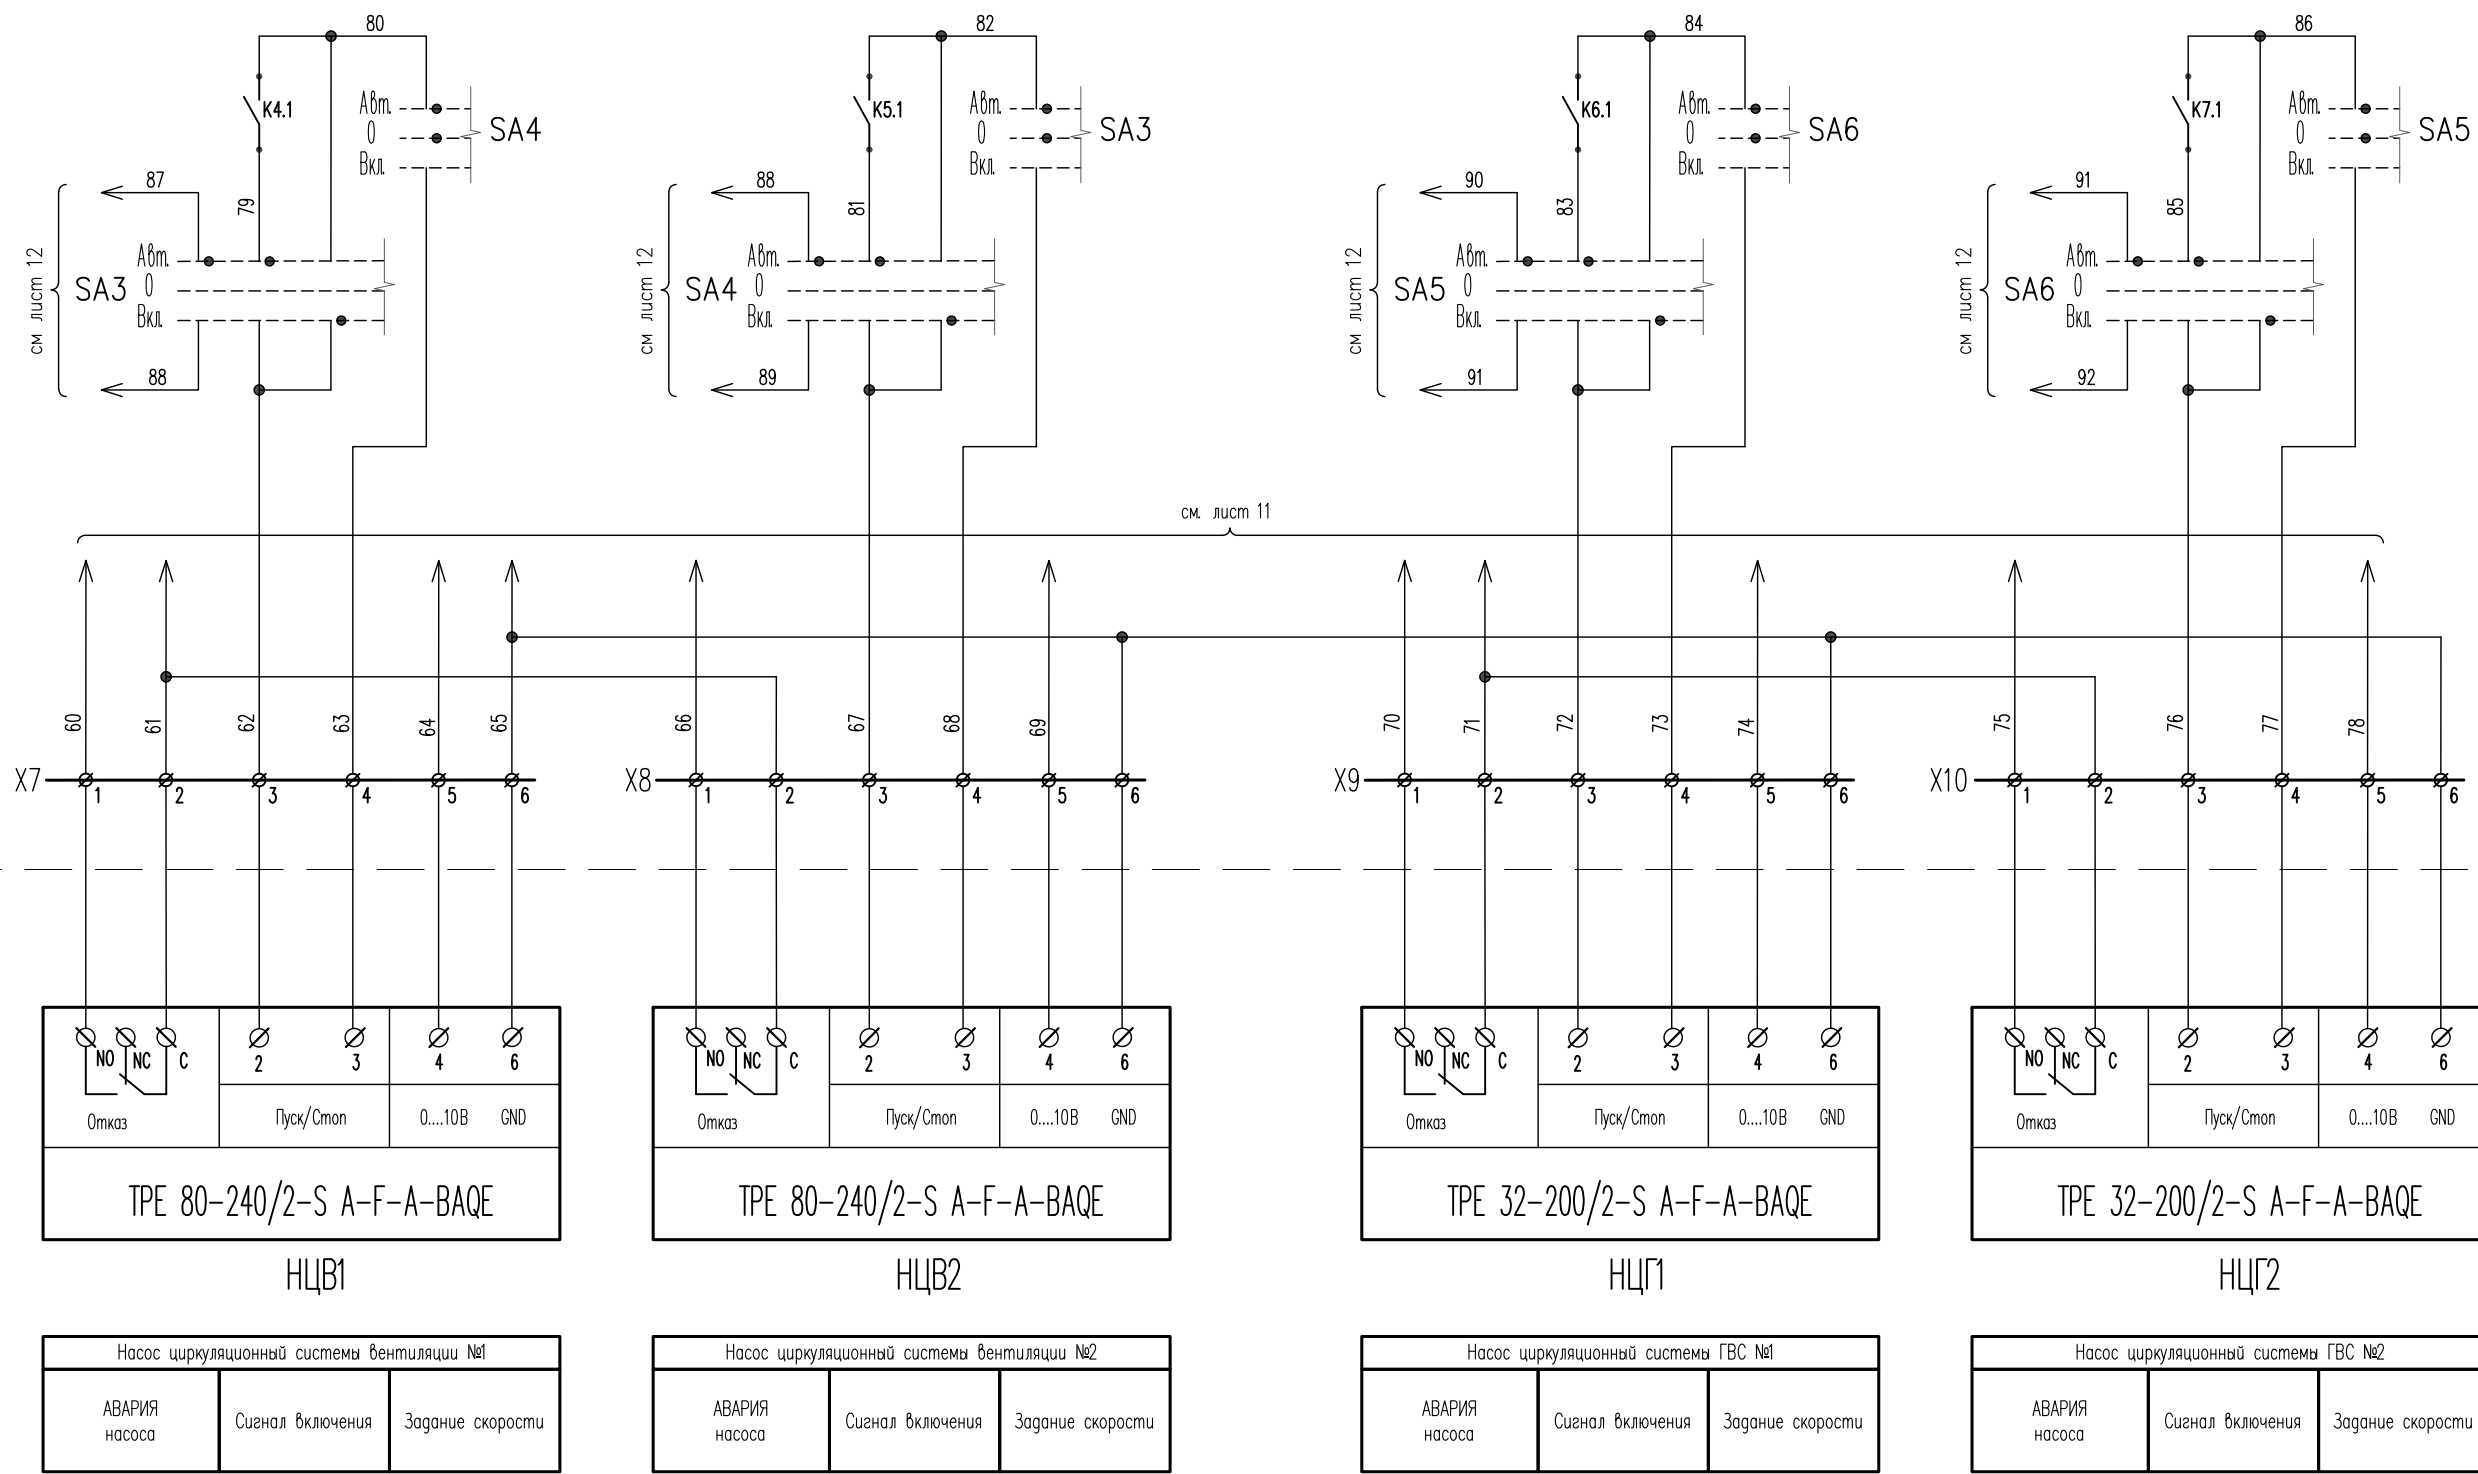 80
82
84
86
K4.1
Авт.
0
Вкл.
SA4
K5.1
Авт.
0
Вкл.
SA3
K6.1
Авт.
0
Вкл.
SA6
K7.1
Авт.
0
Вкл.
SA5
87
79
88
81
90
83
91
85
см лист 12
SA3
Авт.
0
Вкл.
см лист 12
SA4
Авт.
0
Вкл.
см лист 12
SA5
Авт.
0
Вкл.
см лист 12
SA6
Авт.
0
Вкл.
88
89
91
92
см. лист 11
60
61
62
63
64
65
66
67
68
69
70
71
72
73
74
75
76
77
78
X7
1
2
3
4
5
6
X8
1
2
3
4
5
6
X9
1
2
3
4
5
6
X10
1
2
3
4
5
6
NO NC C 2 3 4 6
NO NC C 2 3 4 6
NO NC C 2 3 4 6
NO NC C 2 3 4 6
Отказ Пуск/Стоп 0....10В GND
Отказ Пуск/Стоп 0....10В GND
Отказ Пуск/Стоп 0....10В GND
Отказ Пуск/Стоп 0....10В GND
TPE 80-240/2-S A-F-A-BAQE
TPE 80-240/2-S A-F-A-BAQE
TPE 32-200/2-S A-F-A-BAQE
TPE 32-200/2-S A-F-A-BAQE
НЦВ1
НЦВ2
НЦГ1
НЦГ2
Насос циркуляционный системы вентиляции №1
АВАРИЯ
насоса
Сигнал включения
Задание скорости
Насос циркуляционный системы вентиляции №2
АВАРИЯ
насоса
Сигнал включения
Задание скорости
Насос циркуляционный системы ГВС №1
АВАРИЯ
насоса
Сигнал включения
Задание скорости
Насос циркуляционный системы ГВС №2
АВАРИЯ
насоса
Сигнал включения
Задание скорости